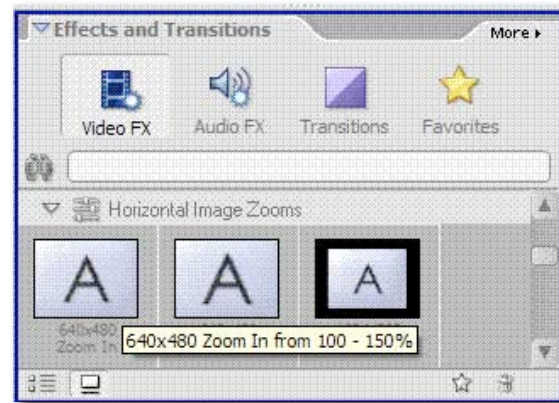 Effects and Transitions
More
Video FX
Audio FX
Transitions
Favorites
Horizontal Image Zooms
A
A
A
640x480
Zoom In
640x480 Zoom In from 100 - 150%